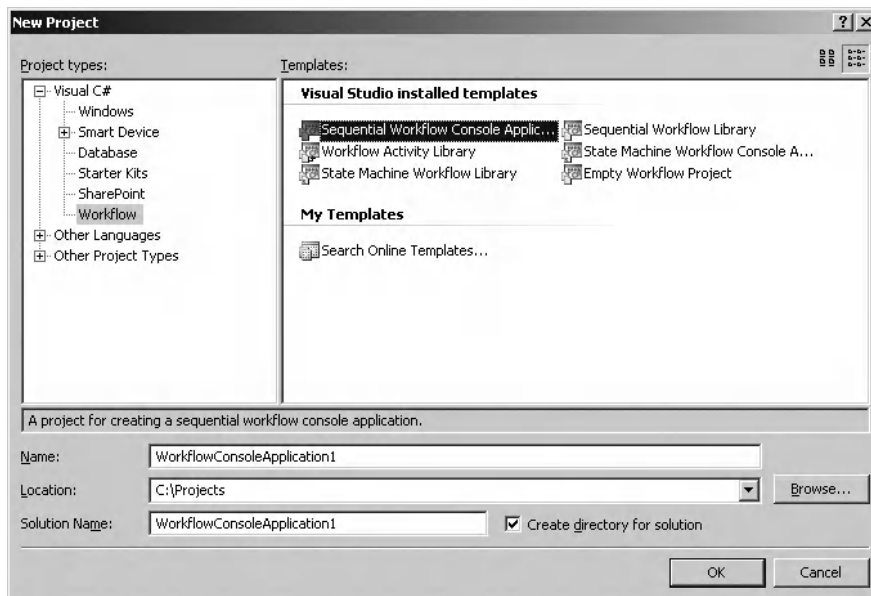 New Project
Project types:
Templates:
Visual C#
Windows
Smart Device
Database
Starter Kits
SharePoint
Workflow
Other Languages
Other Project Types
Visual Studio installed templates
Sequential Workflow Console Applic...
Sequential Workflow Library
Workflow Activity Library
State Machine Workflow Console A...
State Machine Workflow Library
Empty Workflow Project
My Templates
Search Online Templates...
A project for creating a sequential workflow console application.
Name:
WorkflowConsoleApplication1
Location:
C:\Projects
Browse...
Solution Name:
WorkflowConsoleApplication1
Create directory for solution
OK
Cancel